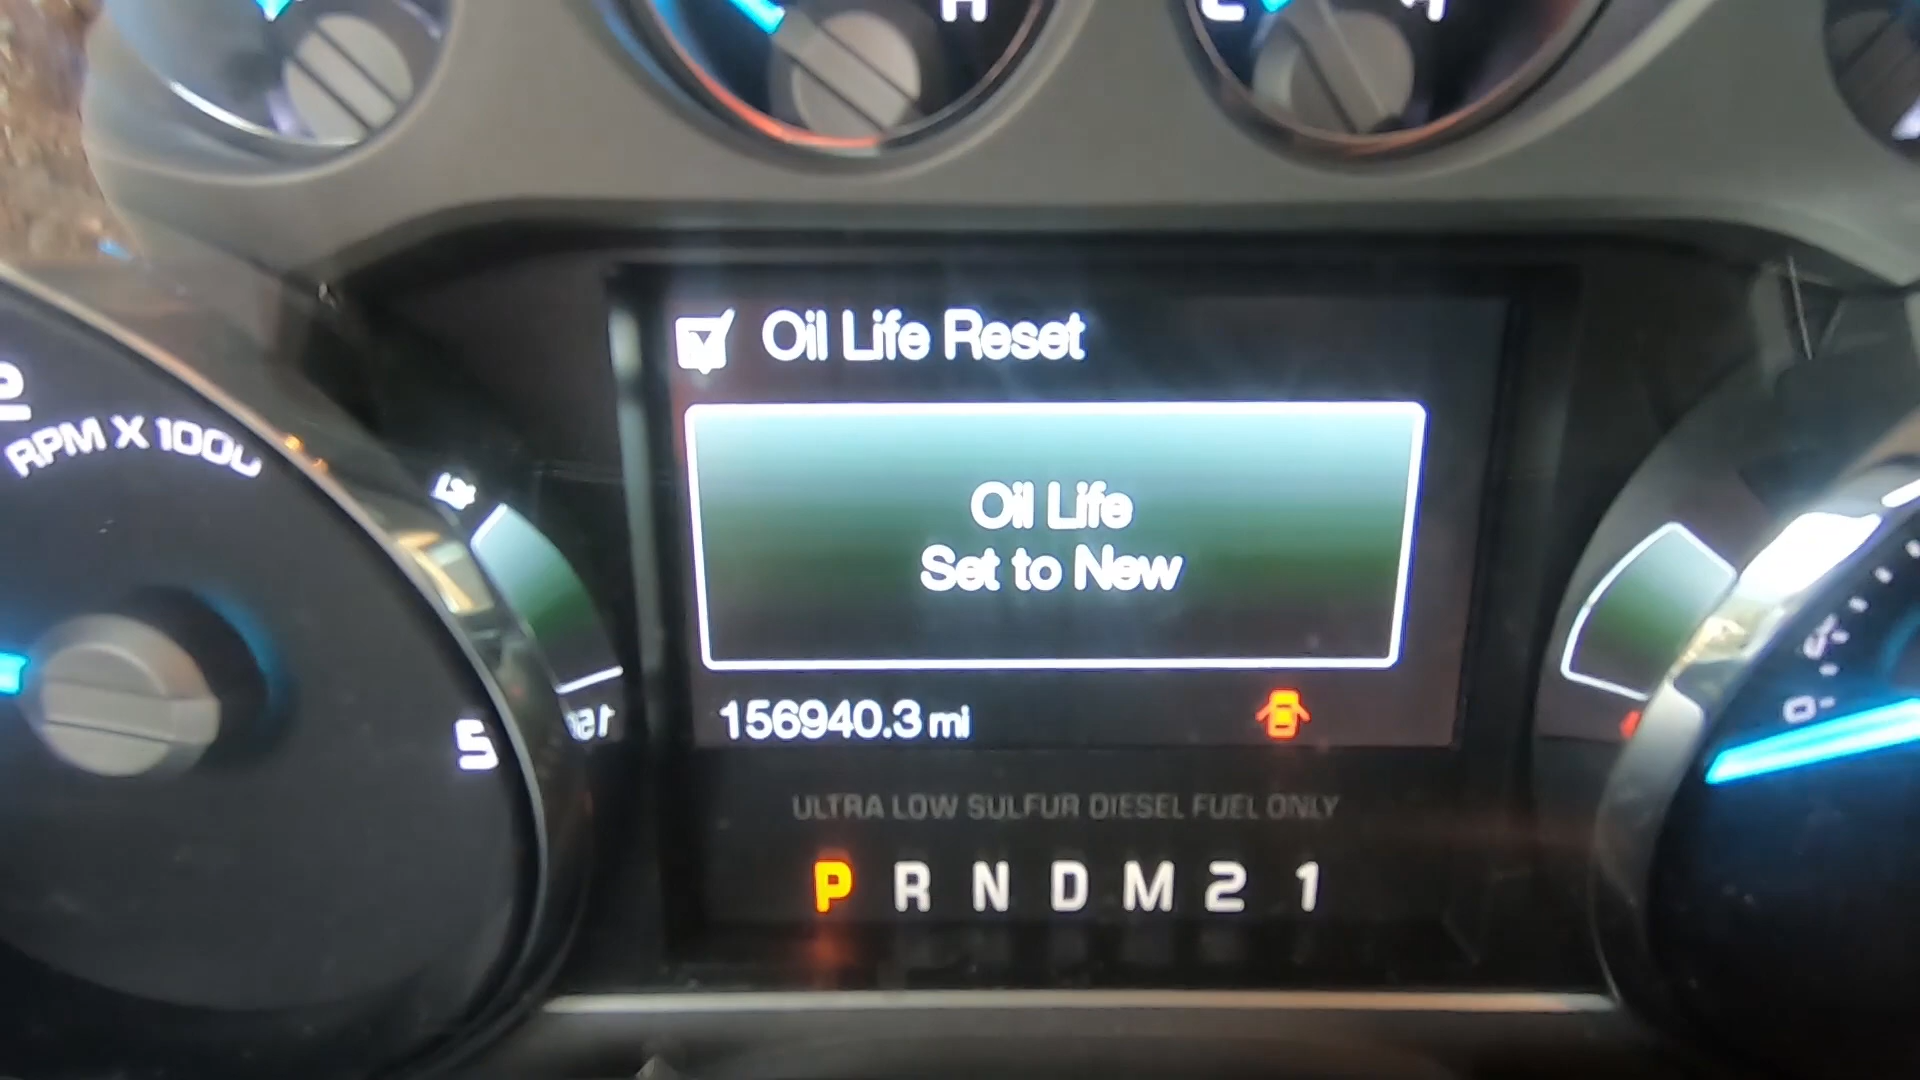 H
RPM X 1000
Oil Life Reset
Oil Life
Set to New
156940.3 mi
5
0
ULTRA LOW SULFUR DIESEL FUEL ONLY
P R N D M 2 1